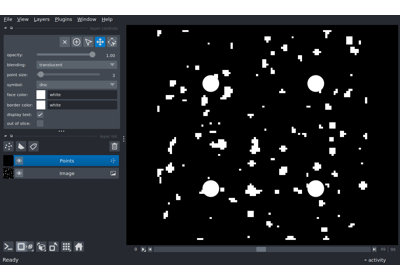 File View Layers Plugins Window Help
opacity: 1.00
blending: translucent
point size:
symbol: disc
face color: white
border color: white
display text:
out of slice:
Points
Image
Ready
activity